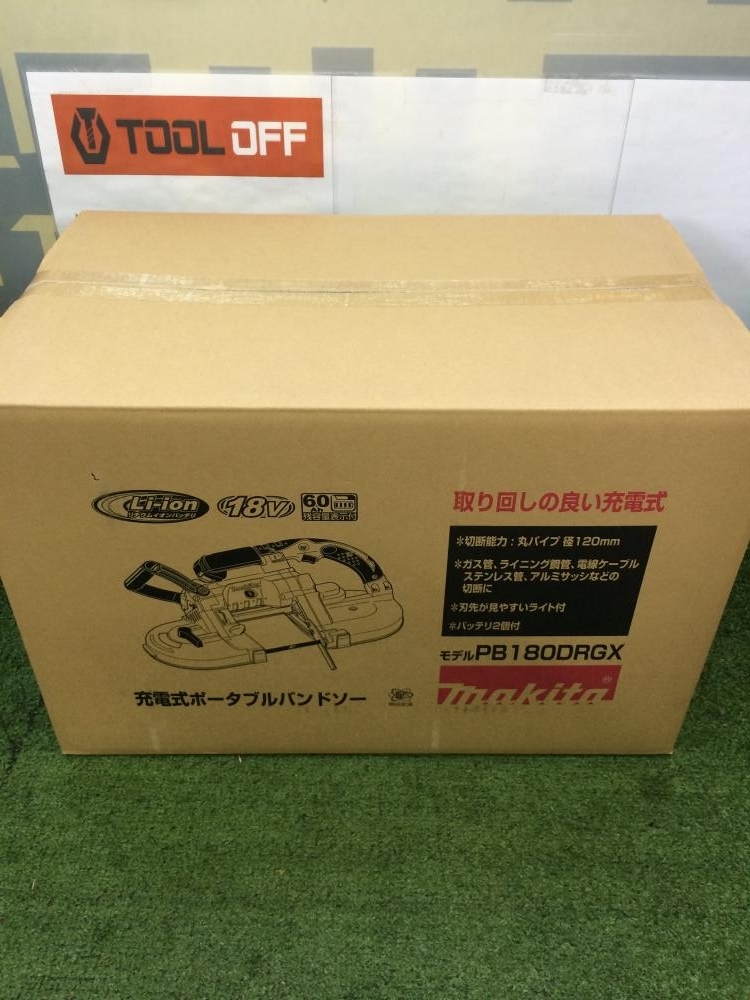 TOOL OFF
Li-ion
リチウムイオンバッテリ
18V
6.0
Ah
残容量表示付
取り回しの良い充電式
*切断能力:丸パイプ 径120mm
*ガス管、ライニング鋼管、電線ケーブル
ステンレス管、アルミサッシなどの
切断に
*刃先が見やすいライト付
*バッテリ2個付
モデルPB180DRGX
makita®
充電式ポータブルバンドソー